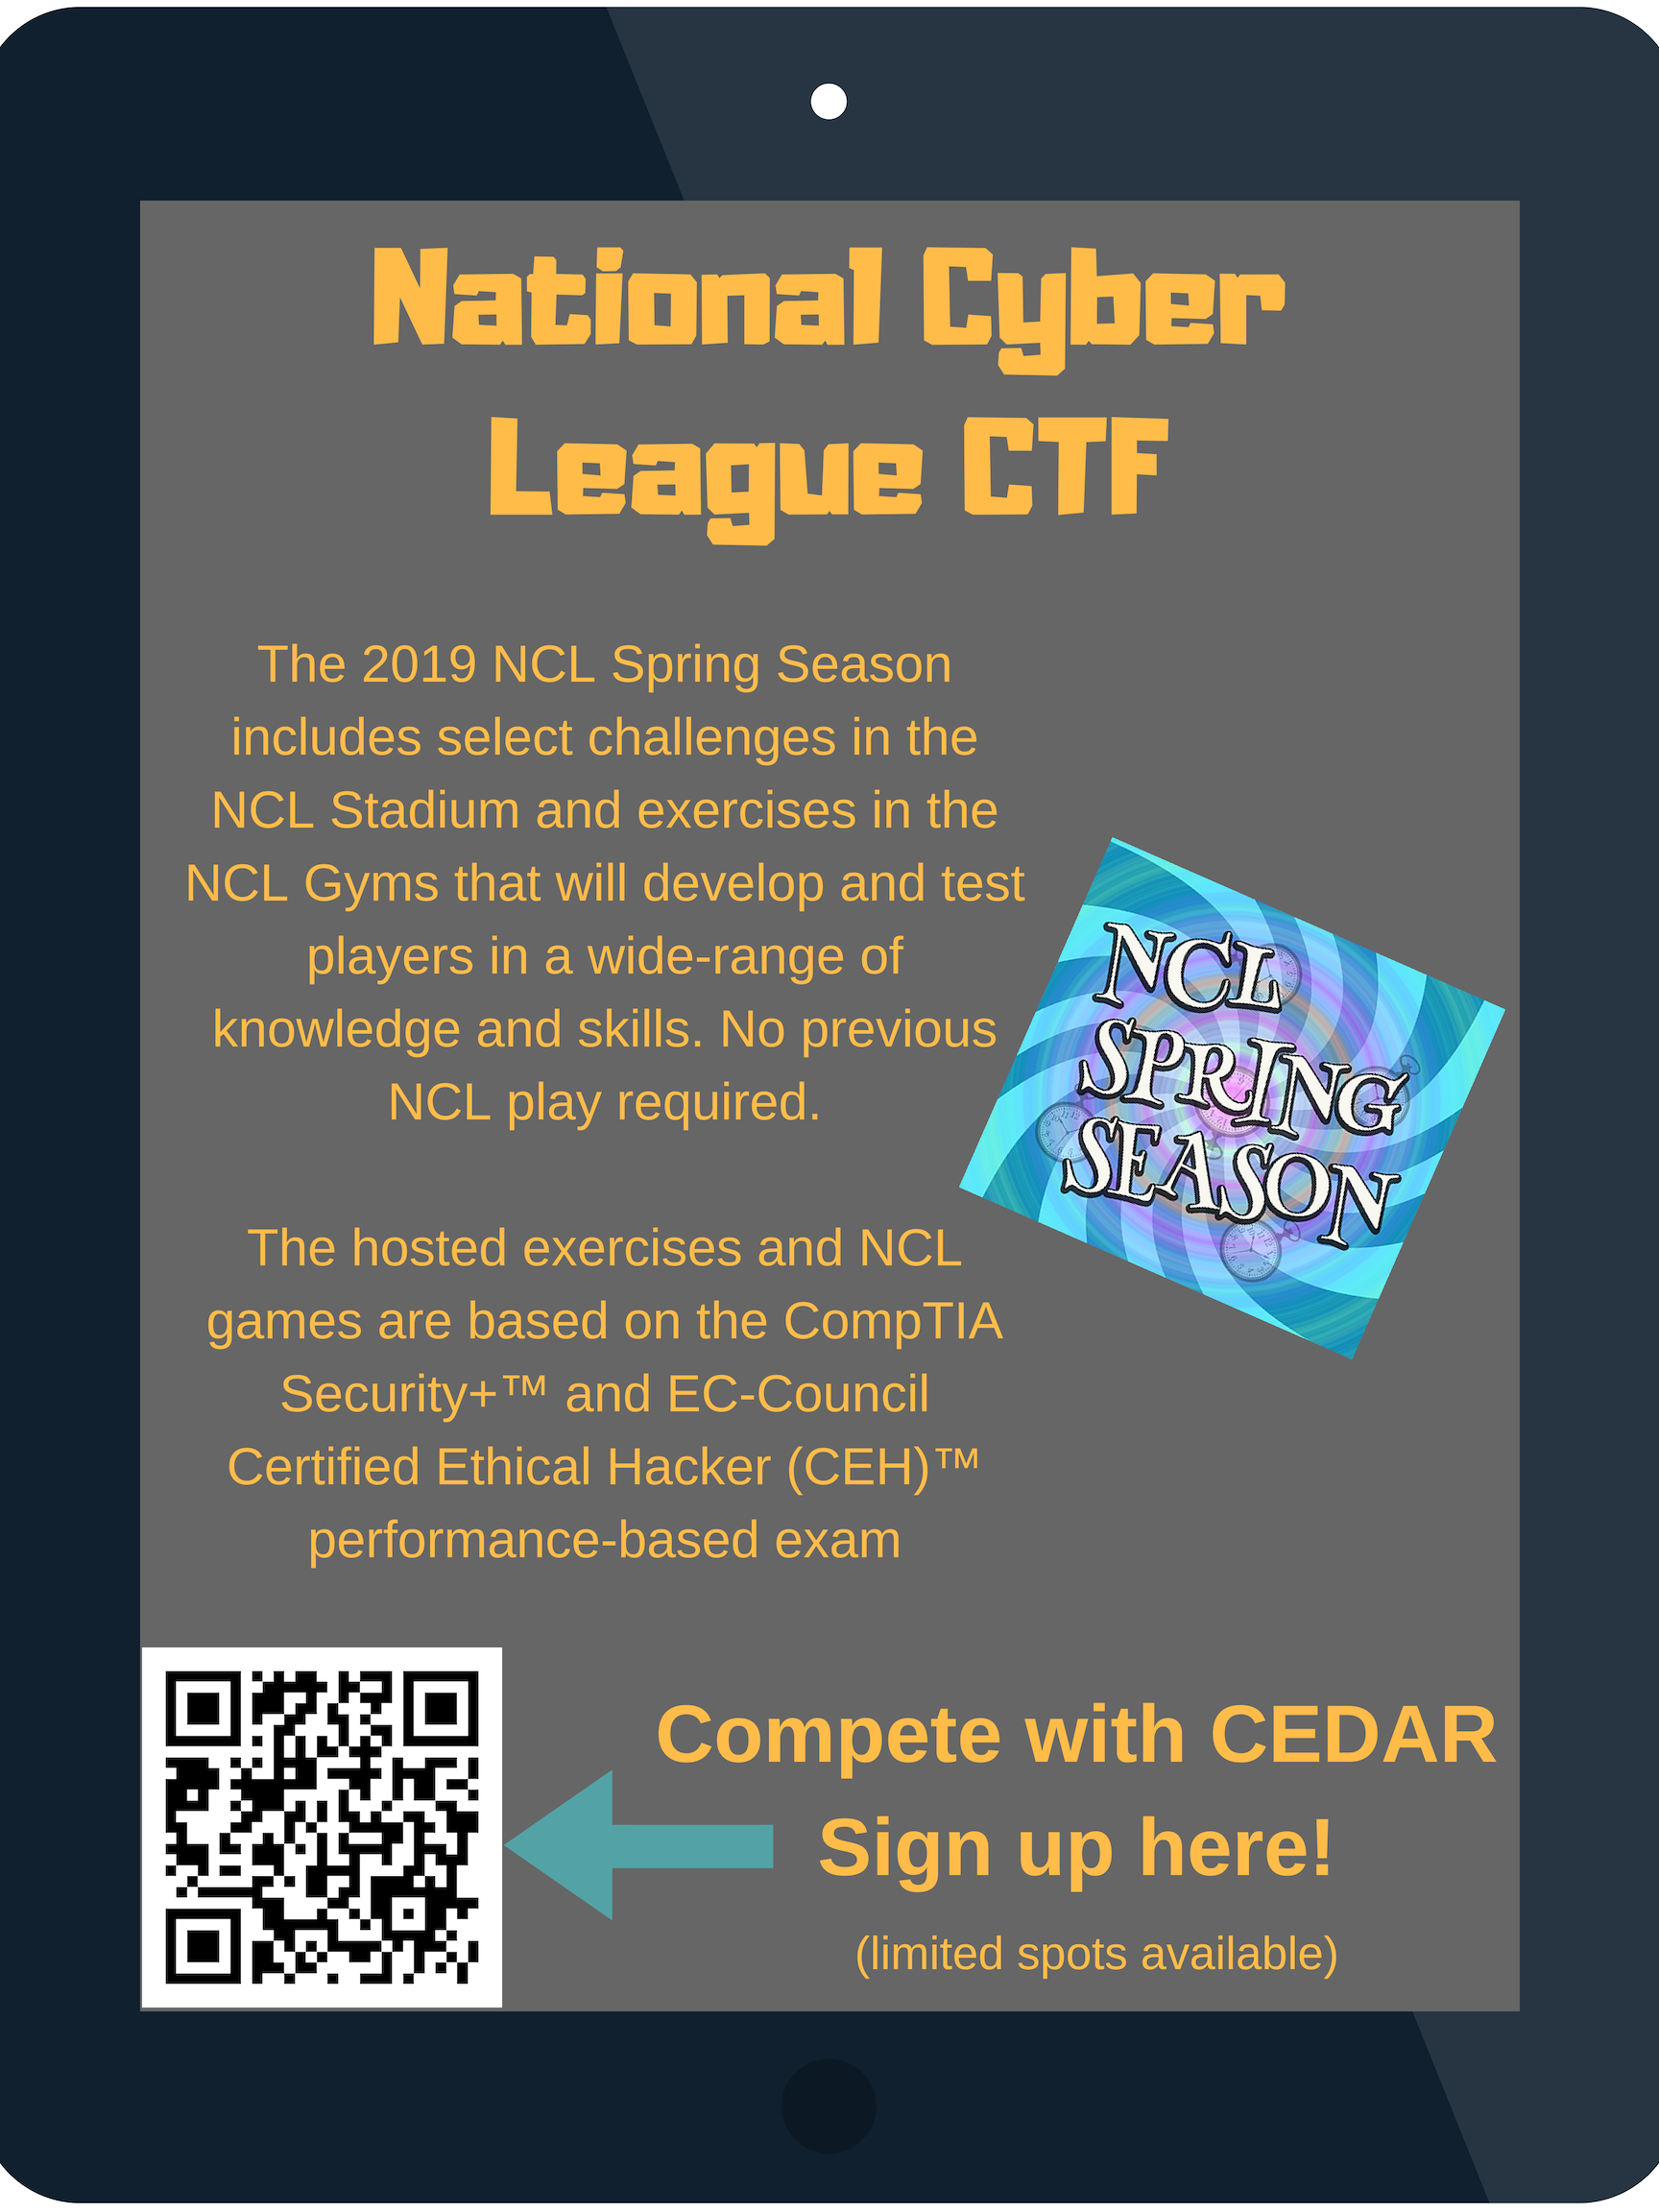 National Cyber
League CTF
The 2019 NCL Spring Season
includes select challenges in the
NCL Stadium and exercises in the
NCL Gyms that will develop and test
players in a wide-range of
knowledge and skills. No previous
NCL play required.
NCL
SPRING
SEASON
The hosted exercises and NCL
games are based on the CompTIA
Security+™ and EC-Council
Certified Ethical Hacker (CEH)™
performance-based exam
Compete with CEDAR
Sign up here!
(limited spots available)